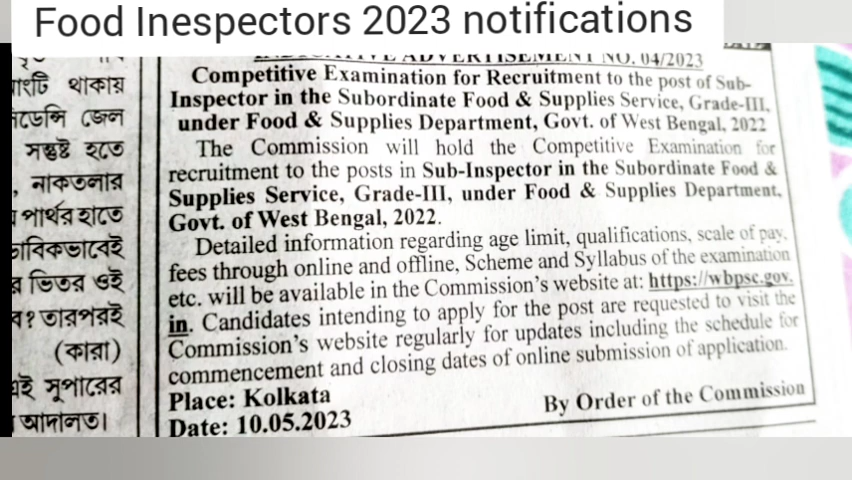 Food Inespectors 2023 notifications
থাকায়
জেল
সন্তুষ্ট হতে
, নাকতলার
পার্থর হাতে
ভিতর ওই
? তারপরই
(কারা)
এই সুপারের
আদালত।
INDICATIVE ADVERTISEMENT NO. 04/2023
Competitive Examination for Recruitment to the post of Sub-
Inspector in the Subordinate Food & Supplies Service, Grade-III,
under Food & Supplies Department, Govt. of West Bengal, 2022
The Commission will hold the Competitive Examination for
recruitment to the posts in Sub-Inspector in the Subordinate Food &
Supplies Service, Grade-III, under Food & Supplies Department,
Govt. of West Bengal, 2022.
Detailed information regarding age limit, qualifications, scale of pay,
fees through online and offline, Scheme and Syllabus of the examination
etc. will be available in the Commission's website at: https://wbpsc.gov.
in. Candidates intending to apply for the post are requested to visit the
Commission's website regularly for updates including the schedule for
commencement and closing dates of online submission of application.
Place: Kolkata
By Order of the Commission
Date: 10.05.2023